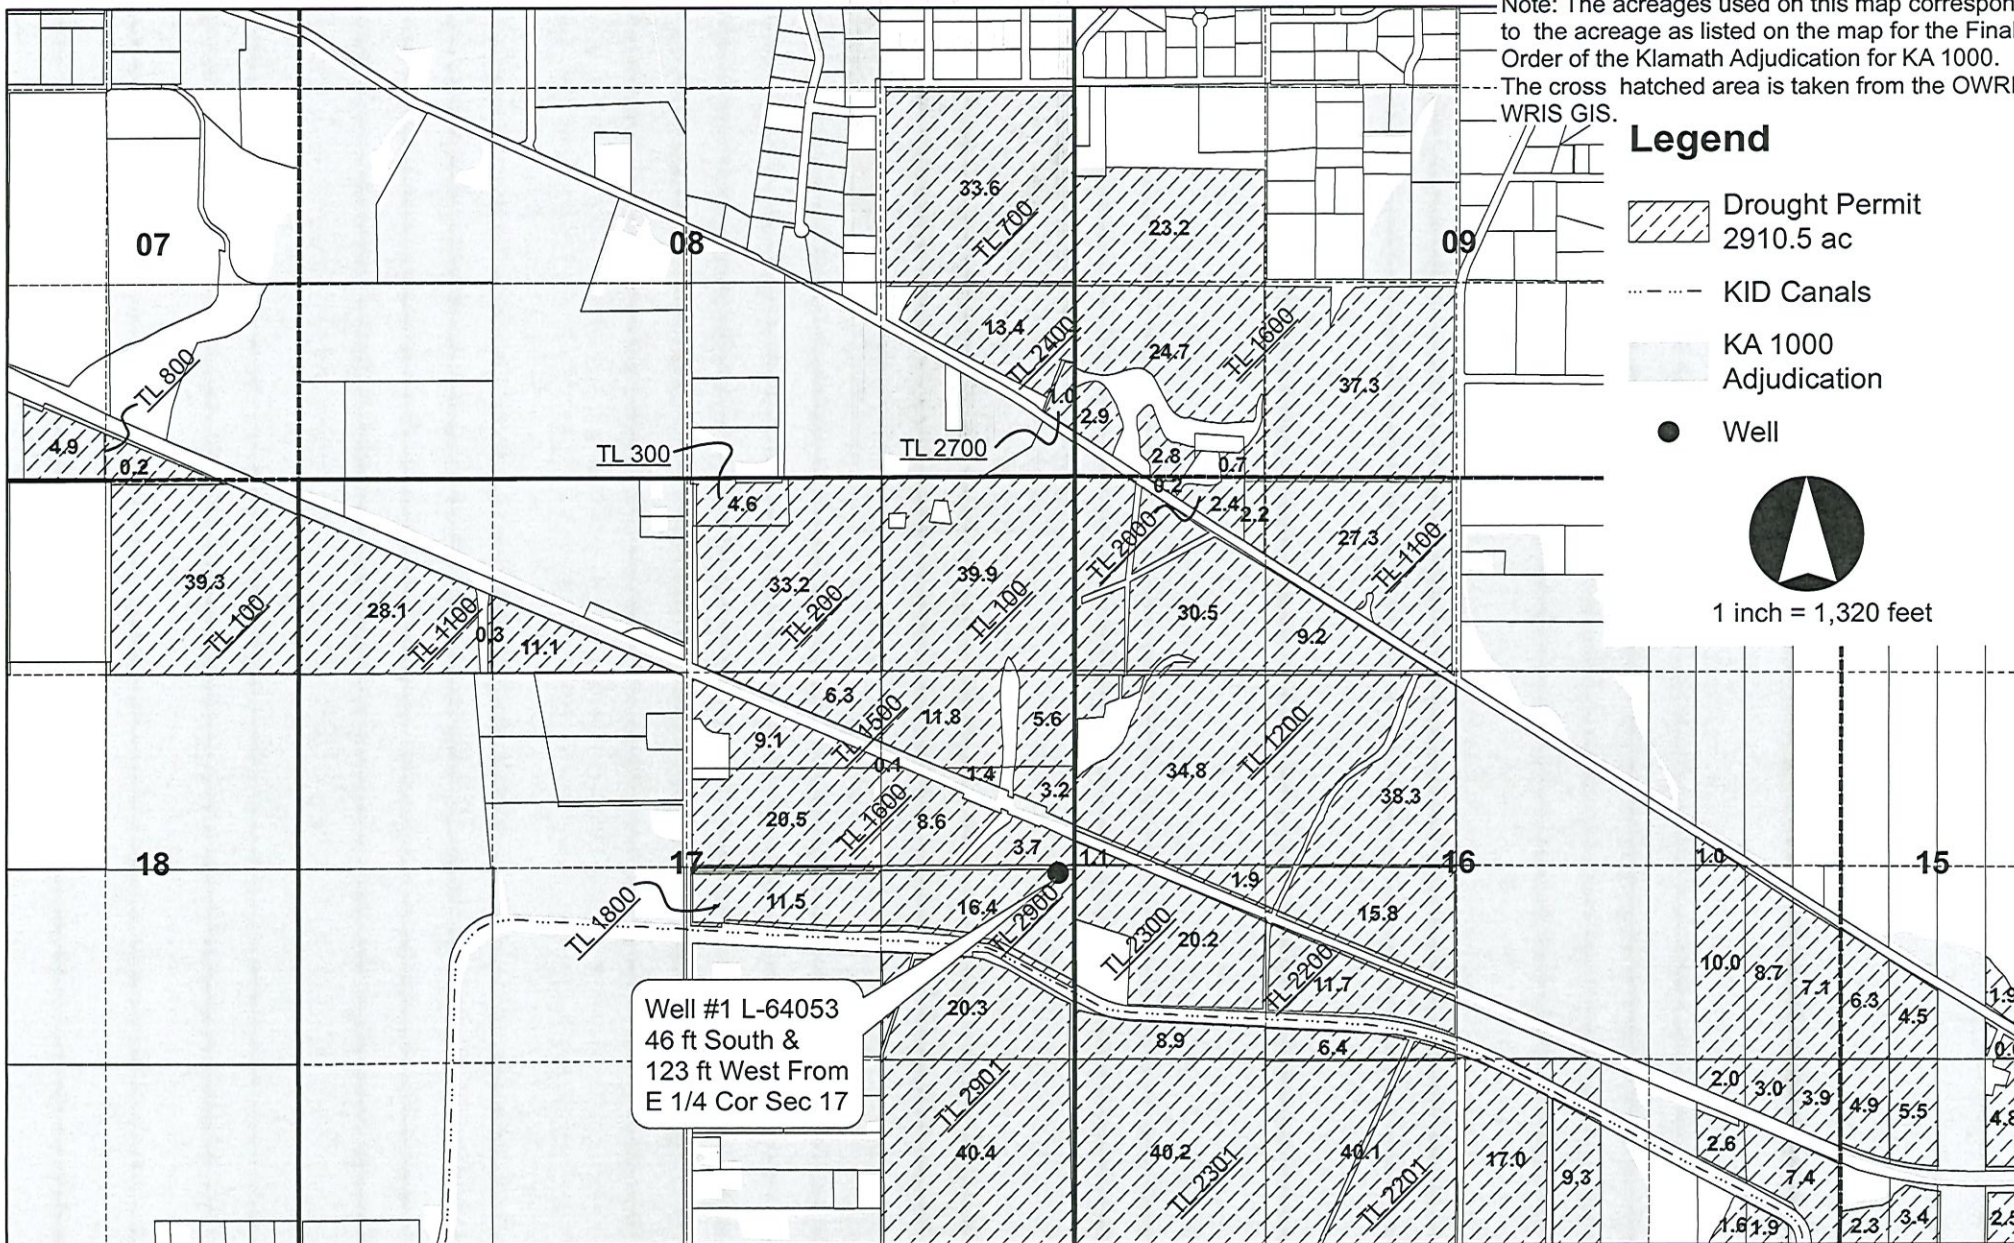 Note: The acreages used on this map correspon
to the acreage as listed on the map for the Final
Order of the Klamath Adjudication for KA 1000.
The cross hatched area is taken from the OWR
WRIS GIS.
Legend
Drought Permit
2910.5 ac
KID Canals
KA 1000
Adjudication
Well
1 inch = 1,320 feet
07
08
09
33.6
TL 700
23.2
13.4
TL 2400
24.7
TL 1600
37.3
TL 800
1.0
2.9
4.9
0.2
TL 300
TL 2700
2.8
0.7
0.2
4.6
2.4
2.2
TL 2000
27.3
TL 1100
39.3
TL 100
28.1
TL 1100
0.3
11.1
33.2
TL 200
39.9
TL 100
30.5
9.2
6.3
TL 1500
11.8
5.6
9.1
0.1
1.4
3.2
34.8
TL 1200
38.3
20.5
TL 1600
8.6
3.7
1.1
18
17
16
15
1.0
1.9
TL 1800
11.5
16.4
TL 2900
15.8
TL 2300
20.2
TL 2200
11.7
10.0
8.7
7.1
6.3
4.5
1.9
Well #1 L-64053
46 ft South &
123 ft West From
E 1/4 Cor Sec 17
20.3
8.9
6.4
2.0
3.0
3.9
4.9
5.5
4.8
TL 2901
40.4
40.2
TL 2301
40.1
TL 2201
17.0
9.3
2.6
7.4
1.6
1.9
2.3
3.4